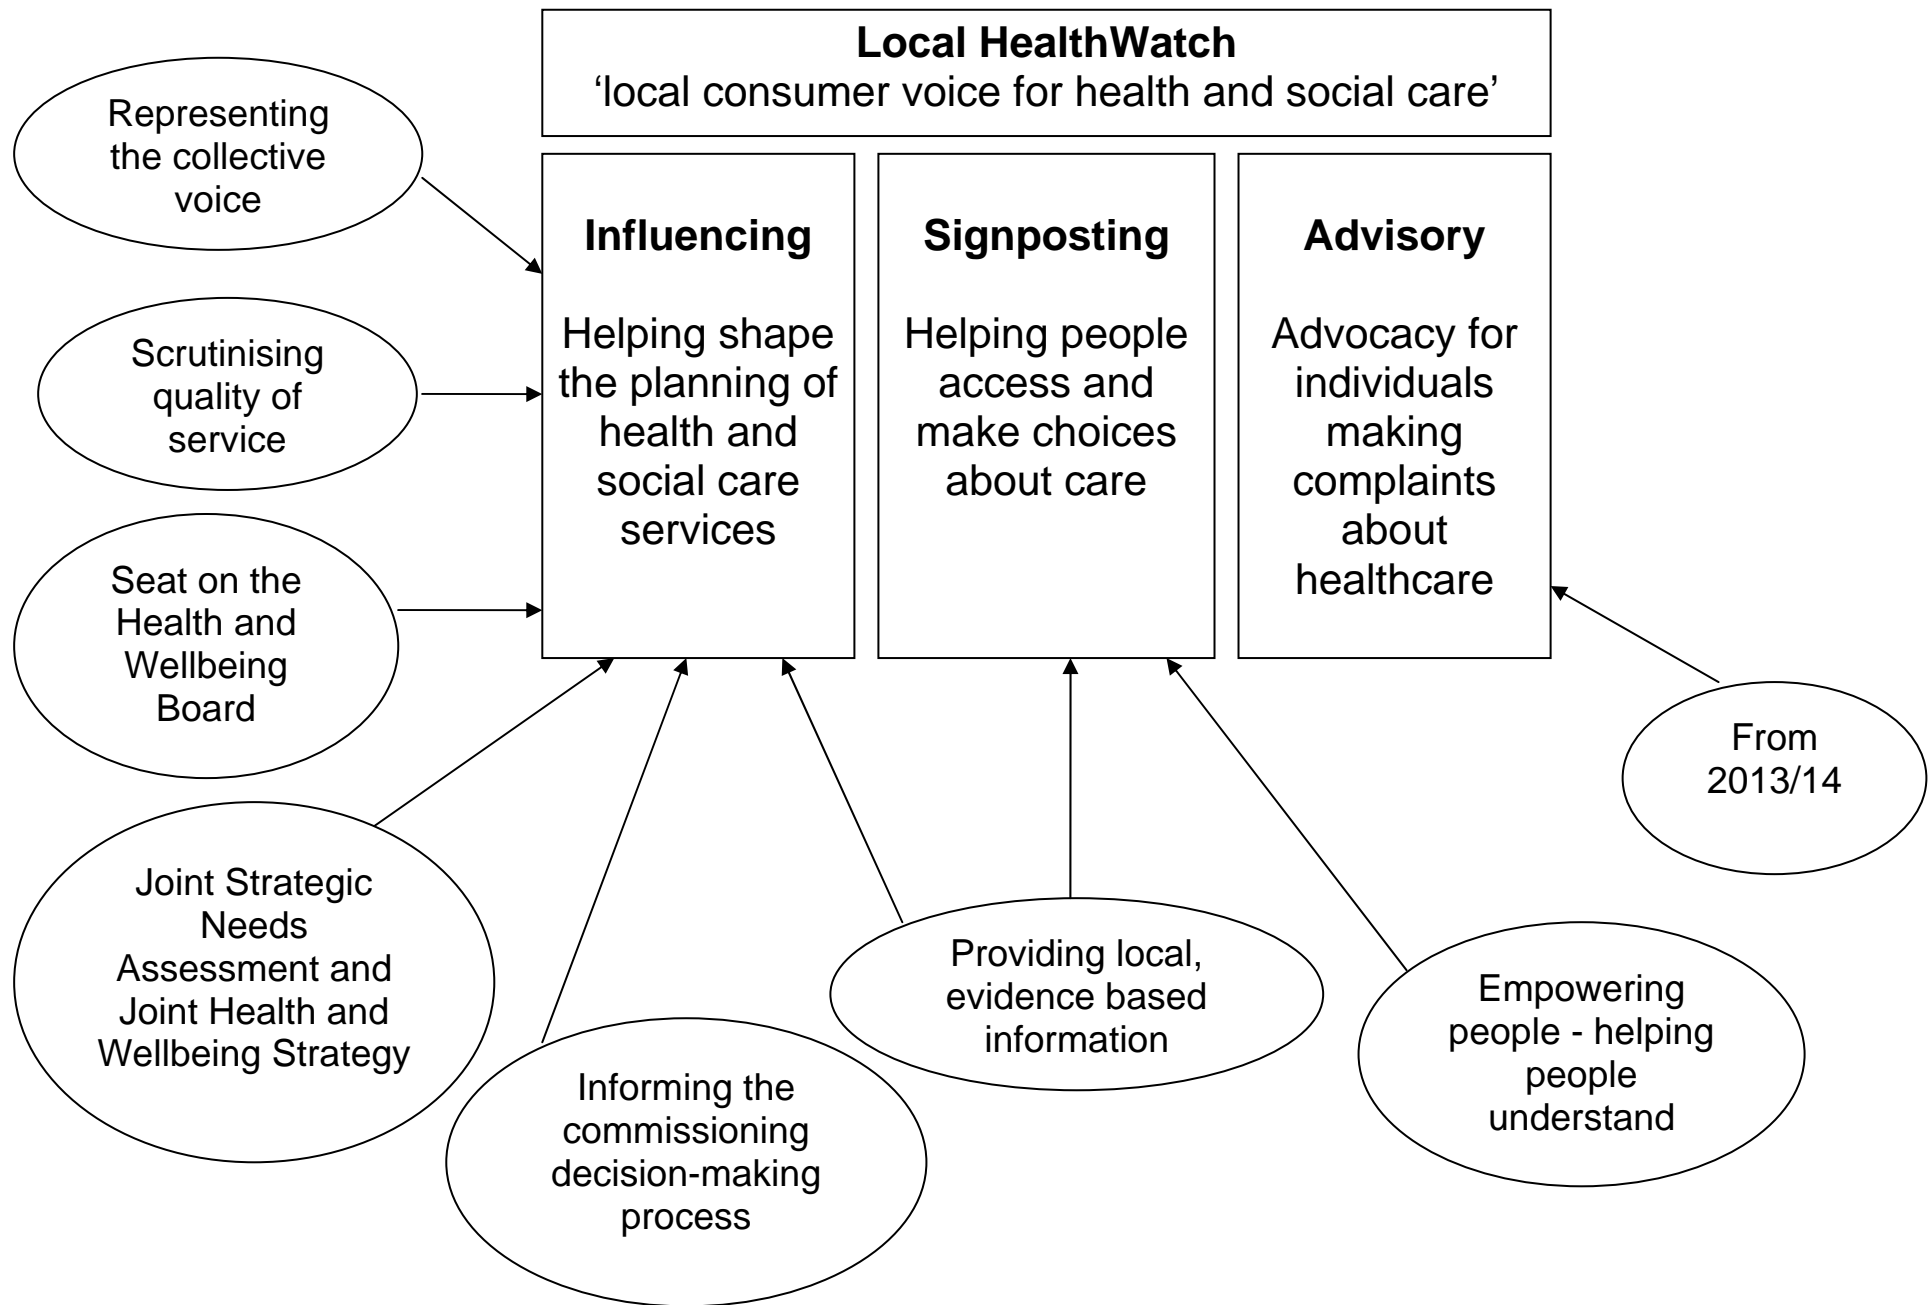 Local HealthWatch
‘local consumer voice for health and social care’
Representing
the collective
voice
Scrutinising
quality of
service
Seat on the
Health and
Wellbeing
Board
Influencing
Helping shape
the planning of
health and
social care
services
Signposting
Helping people
access and
make choices
about care
Advisory
Advocacy for
individuals
making
complaints
about
healthcare
From
2013/14
Joint Strategic
Needs
Assessment and
Joint Health and
Wellbeing Strategy
Informing the
commissioning
decision-making
process
Providing local,
evidence based
information
Empowering
people - helping
people
understand